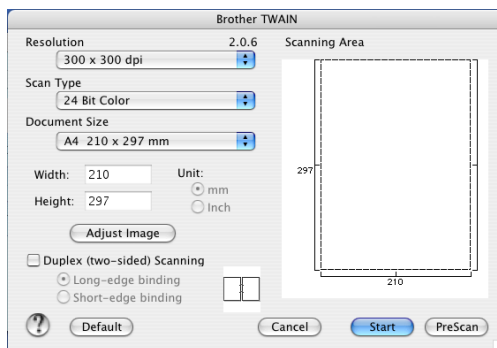 Brother TWAIN
Resolution 2.0.6
300 x 300 dpi
Scan Type
24 Bit Color
Document Size
A4 210 x 297 mm
Width: 210
Height: 297
Unit:
mm
Inch
Adjust Image
Duplex (two-sided) Scanning
Long-edge binding
Short-edge binding
? Default
Scanning Area
297
210
Cancel Start PreScan